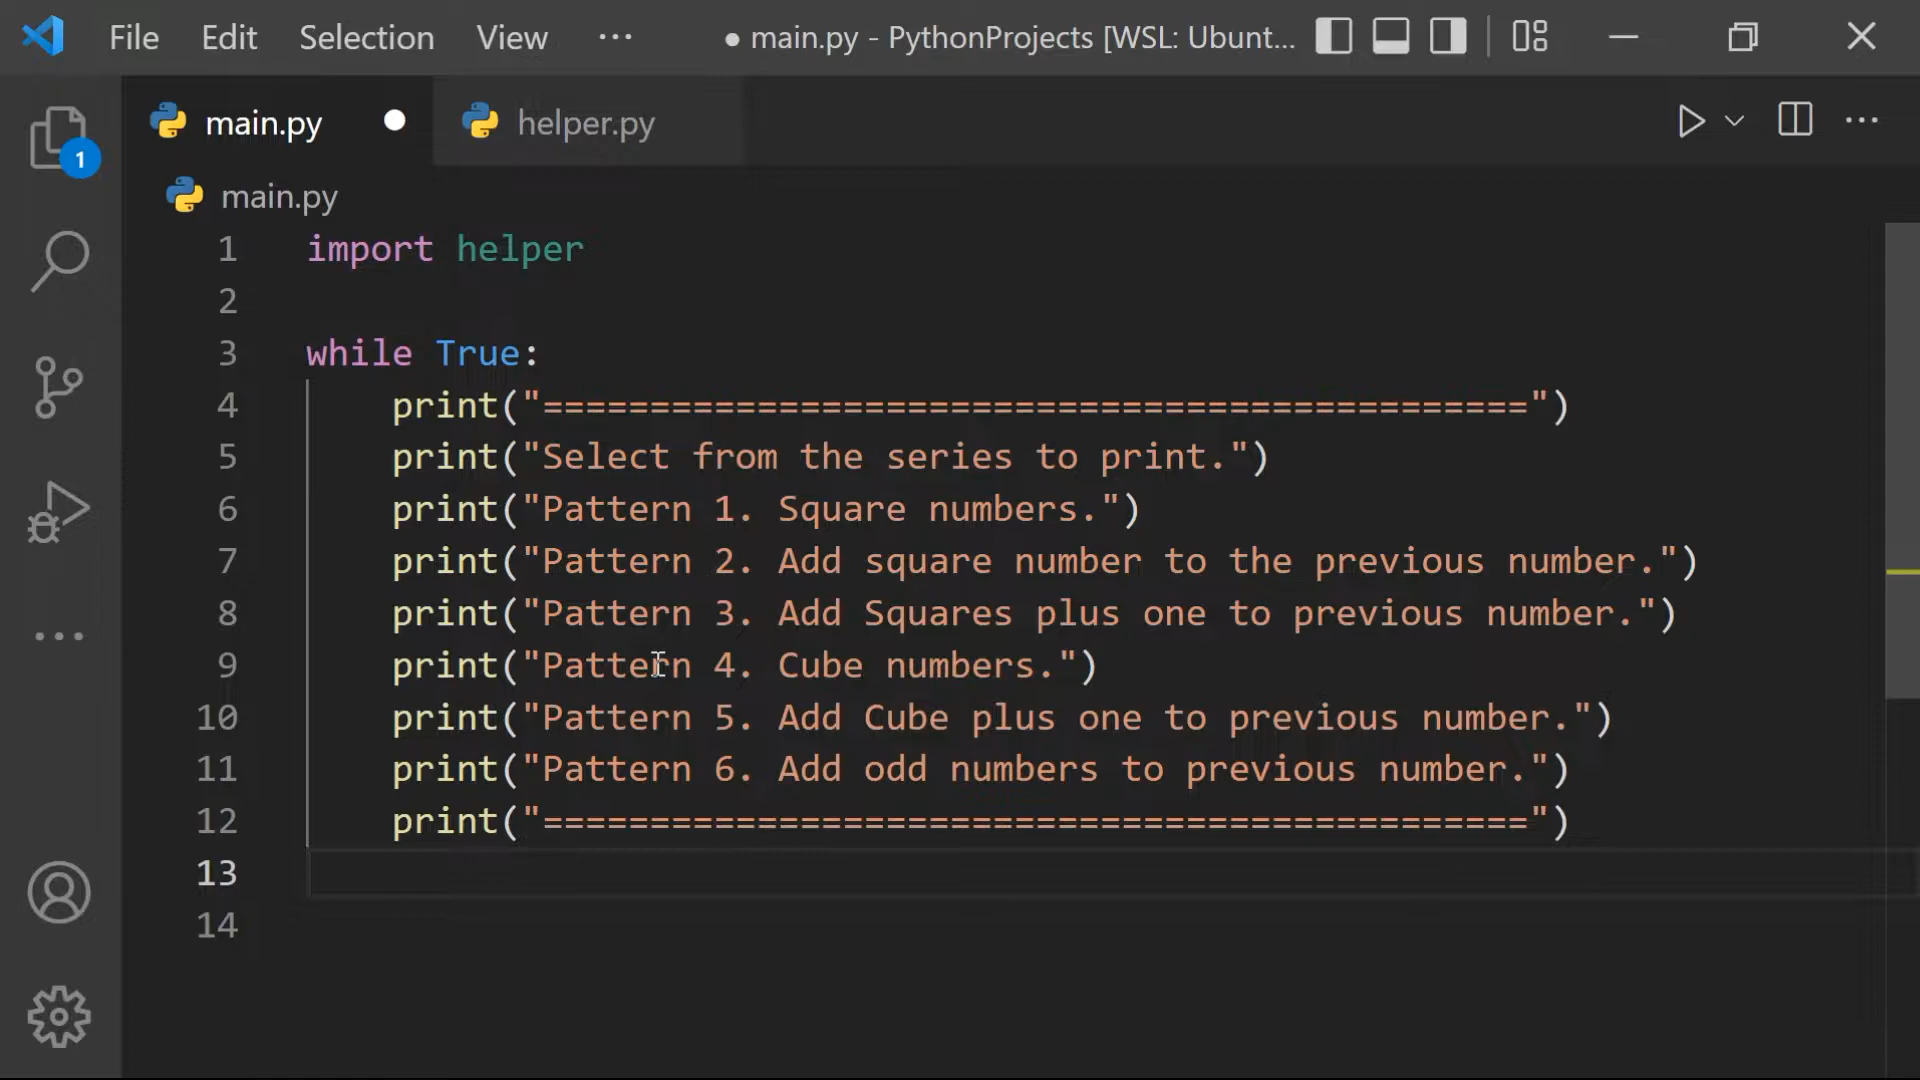 File Edit Selection View ··· ● main.py - PythonProjects [WSL: Ubunt...
main.py ● helper.py
1
main.py
1 import helper
2
3 while True:
4     print("==============================================")
5     print("Select from the series to print.")
6     print("Pattern 1. Square numbers.")
7     print("Pattern 2. Add square number to the previous number.")
8     print("Pattern 3. Add Squares plus one to previous number.")
9     print("Pattern 4. Cube numbers.")
10     print("Pattern 5. Add Cube plus one to previous number.")
11     print("Pattern 6. Add odd numbers to previous number.")
12     print("==============================================")
13
14